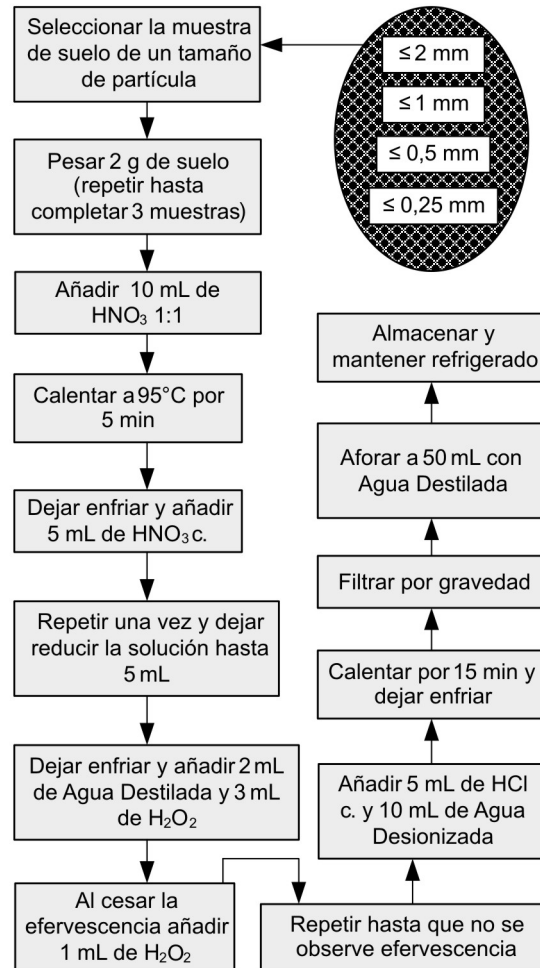 Seleccionar la muestra
de suelo de un tamaño
de partícula
≤ 2 mm
≤ 1 mm
≤ 0,5 mm
≤ 0,25 mm
Pesar 2 g de suelo
(repetir hasta
completar 3 muestras)
Añadir 10 mL de
HNO₃ 1:1
Calentar a 95°C por
5 min
Dejar enfriar y añadir
5 mL de HNO₃ c.
Repetir una vez y dejar
reducir la solución hasta
5 mL
Dejar enfriar y añadir 2 mL
de Agua Destilada y 3 mL
de H₂O₂
Al cesar la
efervescencia añadir
1 mL de H₂O₂
Repetir hasta que no se
observe efervescencia
Añadir 5 mL de HCl
c. y 10 mL de Agua
Desionizada
Calentar por 15 min y
dejar enfriar
Filtrar por gravedad
Aforar a 50 mL con
Agua Destilada
Almacenar y
mantener refrigerado